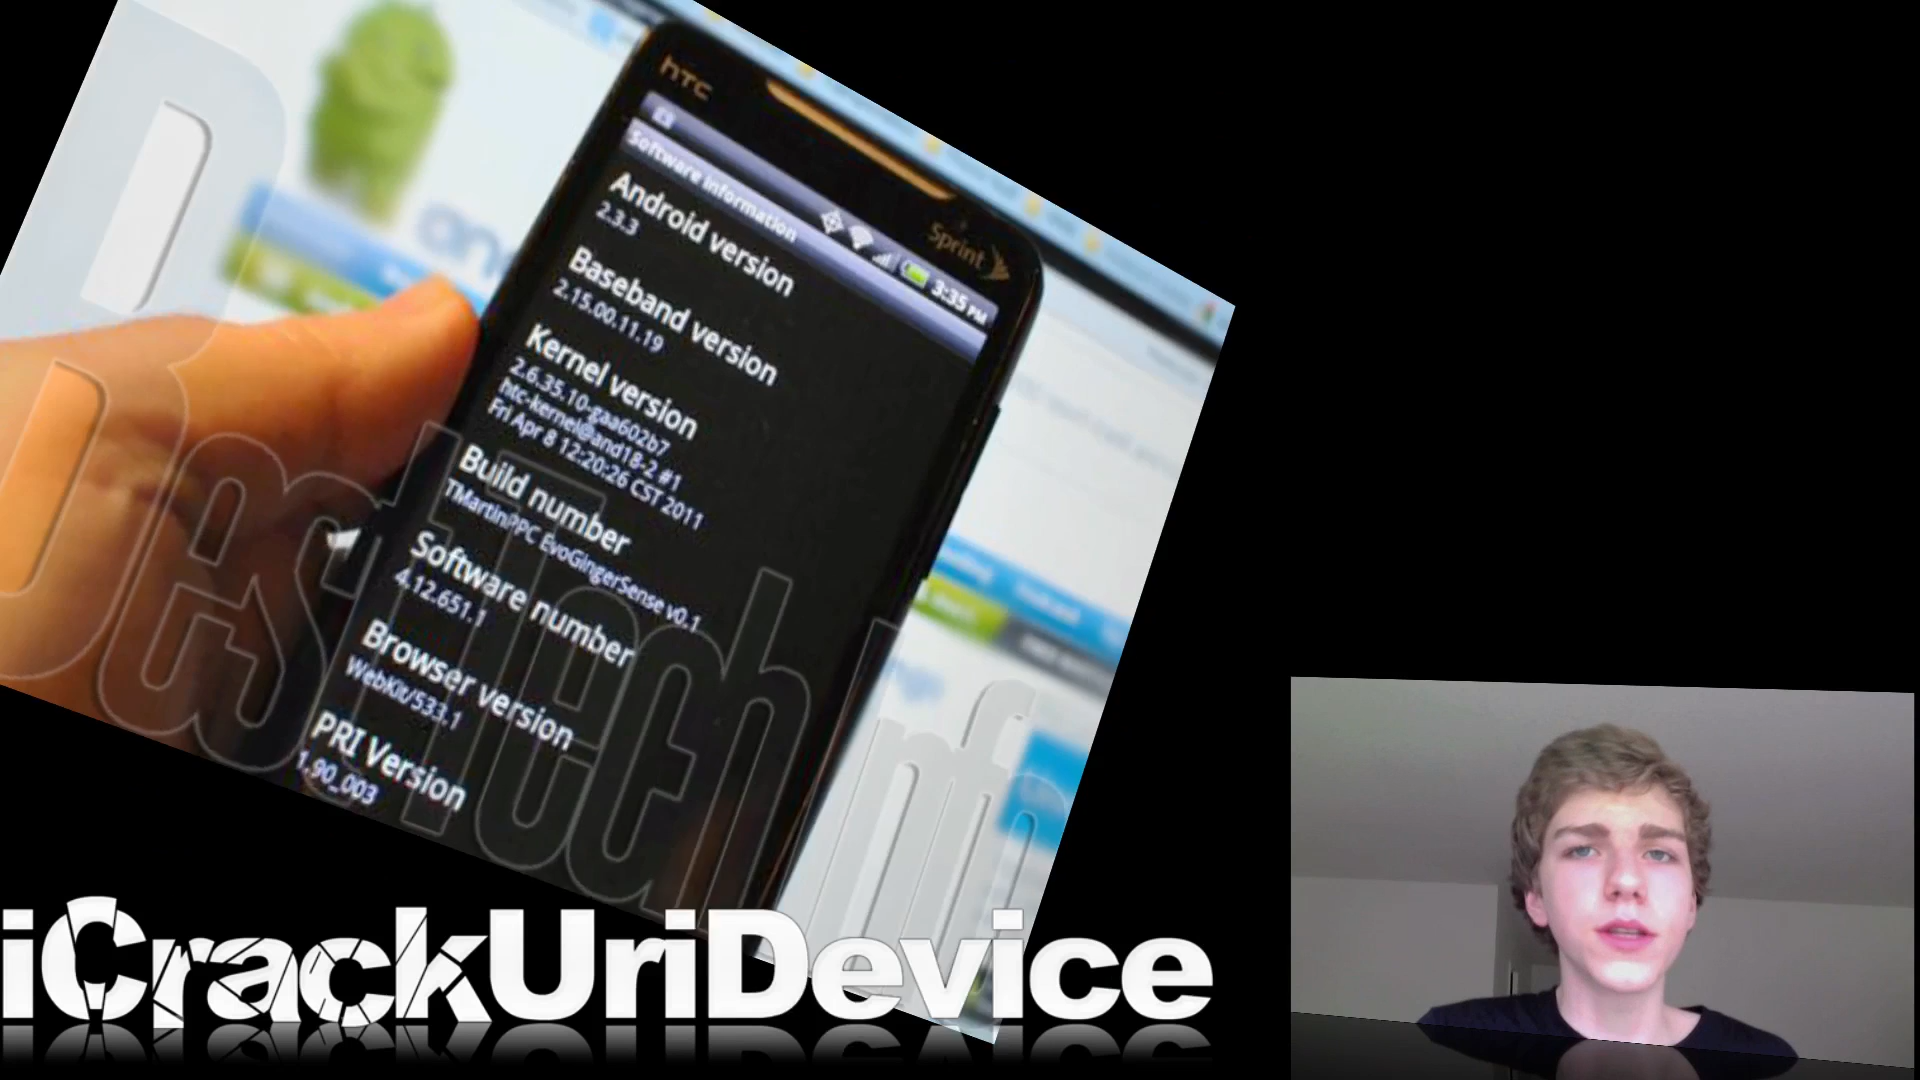 hTC
Sprint
3:35 PM
Software information
Android version
2.3.3
Baseband version
2.15.00.11.19
Kernel version
2.6.35.10-gaa602b7
htc-kernel@and18-2 #1
Fri Apr 8 12:20:26 CST 2011
Build number
TMartinPPC EvoGingerSense v0.1
Software number
4.12.651.1
Browser version
WebKit/533.1
PRI Version
1.90_003
BestTechInfo
iCrackUriDevice